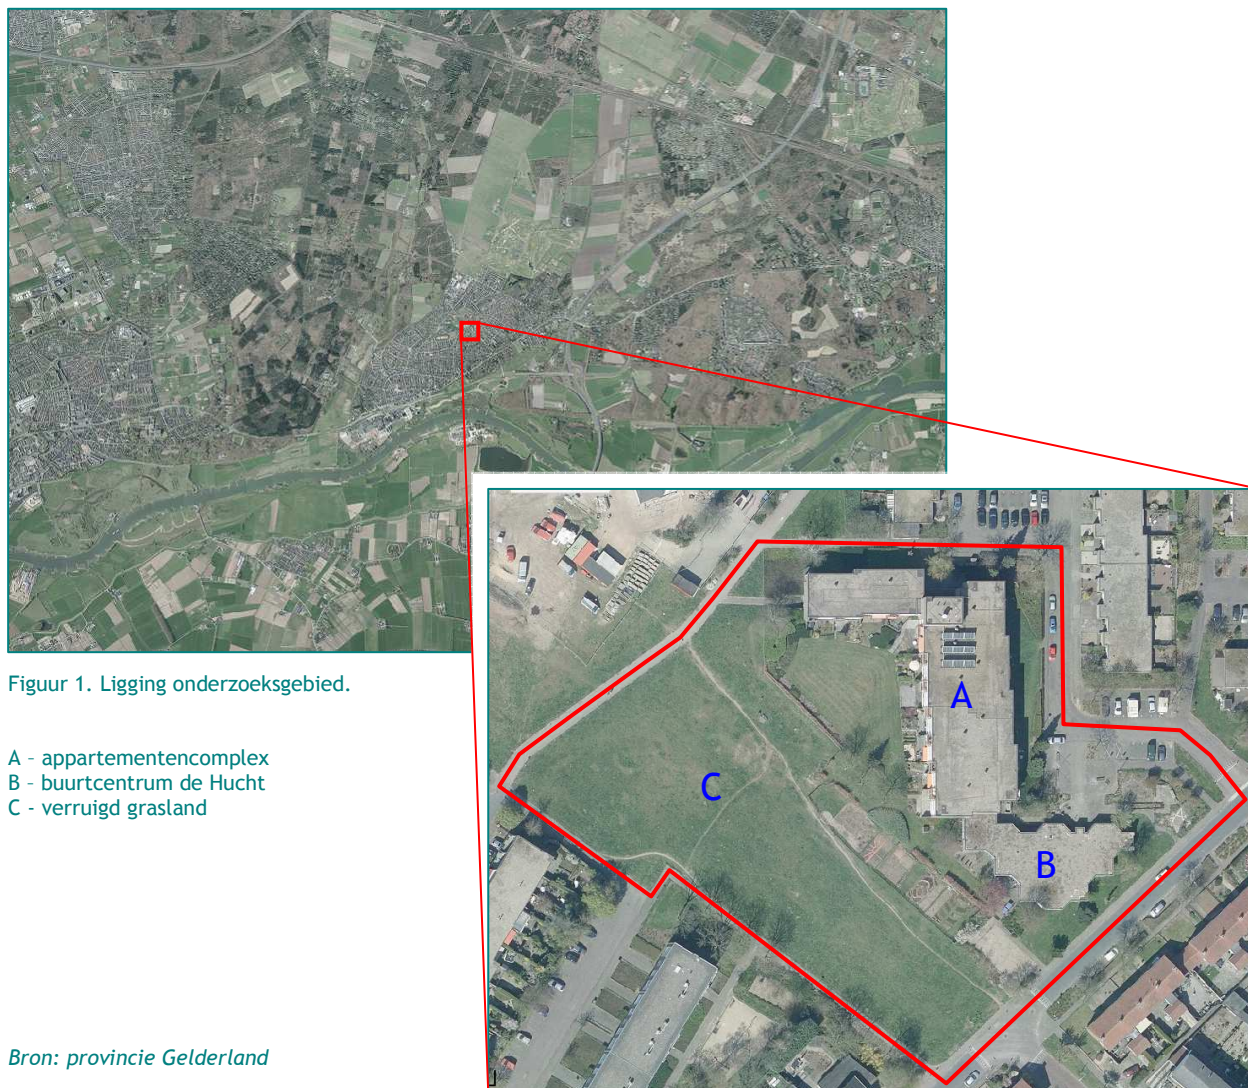 Figuur 1. Ligging onderzoeksgebied.
A – appartementencomplex
B – buurtcentrum de Hucht
C - verruigd grasland
Bron: provincie Gelderland
A
C
B